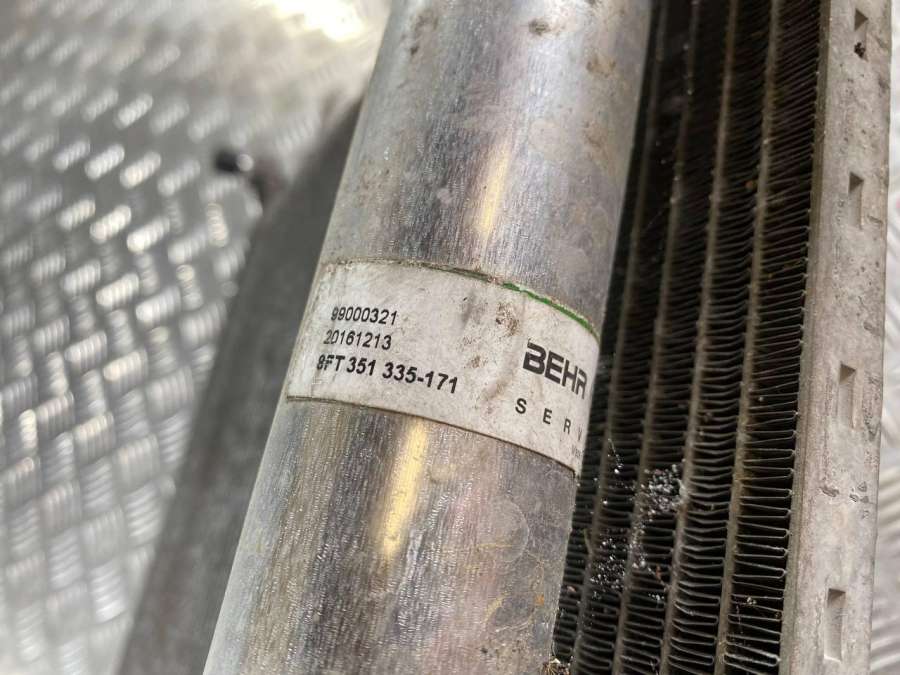 99000321
20161213
8FT 351 335-171
BEHR
SERV